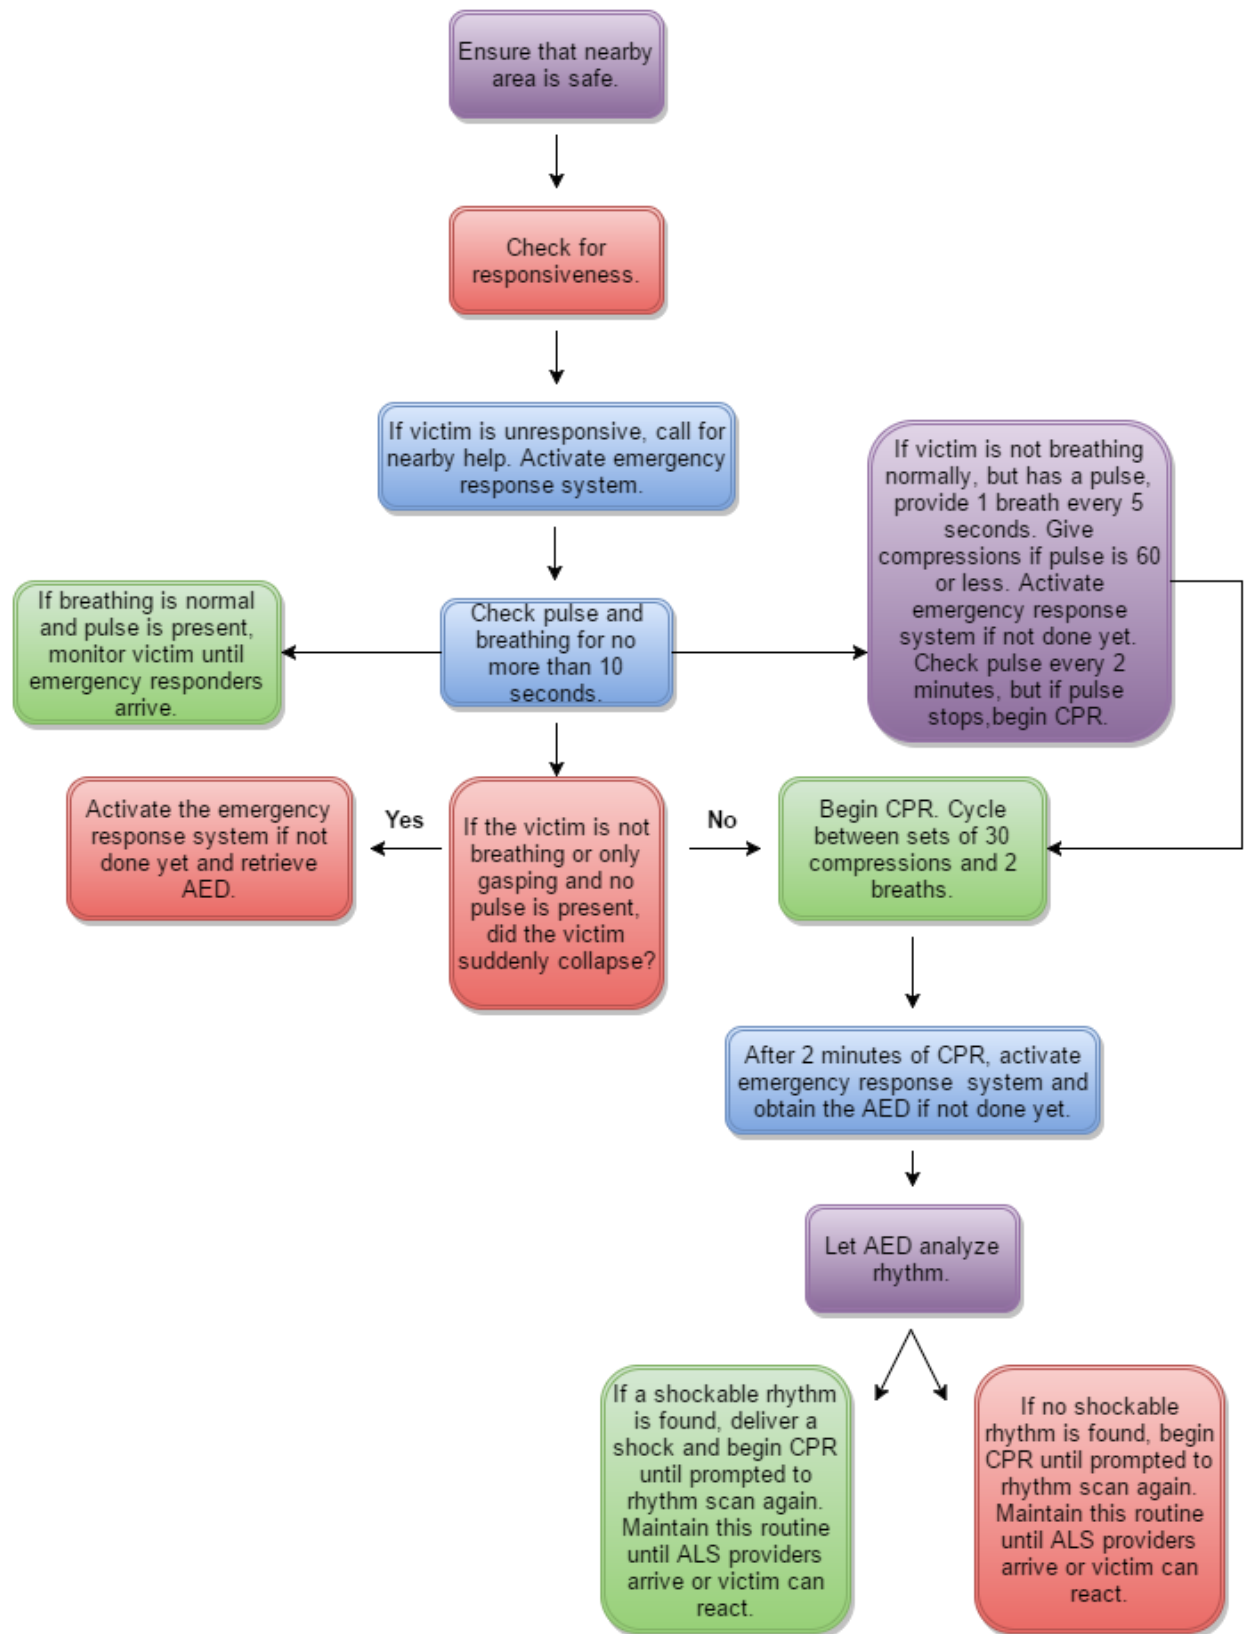 Ensure that nearby
area is safe.
Check for
responsiveness.
If victim is unresponsive, call for
nearby help. Activate emergency
response system.
If victim is not breathing
normally, but has a pulse,
provide 1 breath every 5
seconds. Give
compressions if pulse is 60
or less. Activate
emergency response
system if not done yet.
Check pulse every 2
minutes, but if pulse
stops,begin CPR.
If breathing is normal
and pulse is present,
monitor victim until
emergency responders
arrive.
Check pulse and
breathing for no
more than 10
seconds.
Activate the emergency
response system if not
done yet and retrieve
AED.
Yes
If the victim is not
breathing or only
gasping and no
pulse is present,
did the victim
suddenly collapse?
No
Begin CPR. Cycle
between sets of 30
compressions and 2
breaths.
After 2 minutes of CPR, activate
emergency response  system and
obtain the AED if not done yet.
Let AED analyze
rhythm.
If a shockable rhythm
is found, deliver a
shock and begin CPR
until prompted to
rhythm scan again.
Maintain this routine
until ALS providers
arrive or victim can
react.
If no shockable
rhythm is found, begin
CPR until prompted to
rhythm scan again.
Maintain this routine
until ALS providers
arrive or victim can
react.